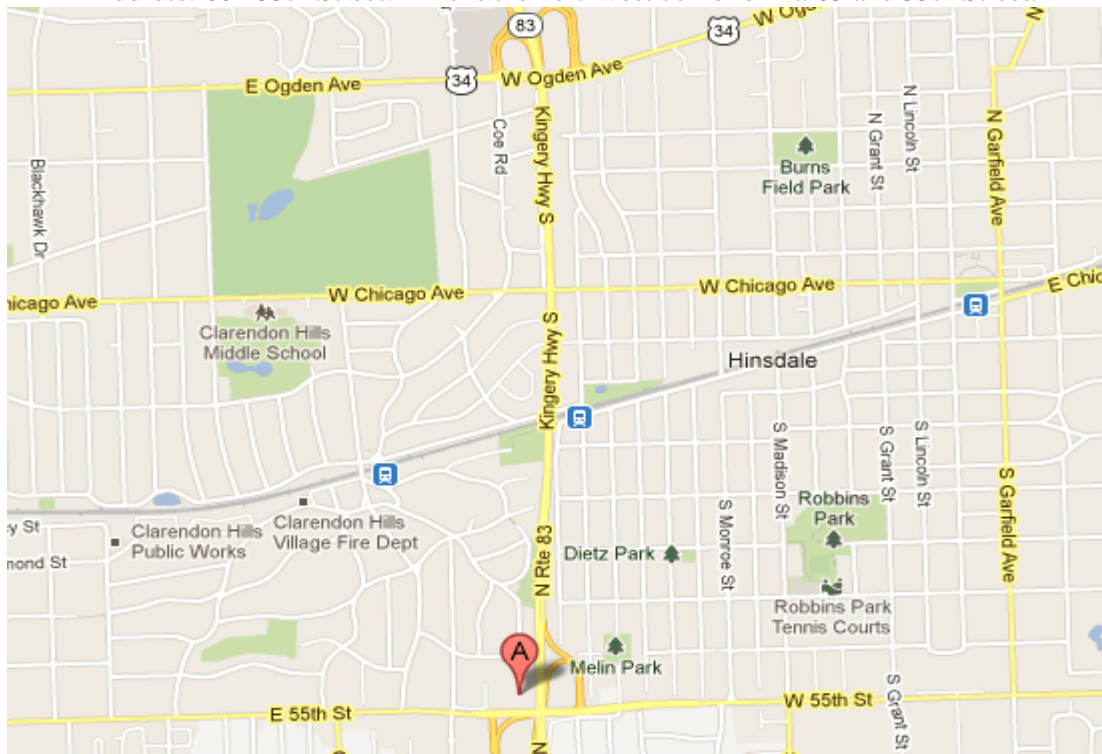 83
34
W Ogden
W Ogden Ave
34
E Ogden Ave
Coe Rd
Kingery Hwy S
N Grant St
N Lincoln St
N Garfield Ave
Burns
Field Park
Blackhawk Dr
W Chicago Ave
W Chicago Ave
E Chic
hicago Ave
Clarendon Hills
Middle School
Kingery Hwy S
Hinsdale
S Madison St
S Grant St
S Lincoln St
S Garfield Ave
Robbins
Park
Clarendon Hills
Village Fire Dept
Clarendon Hills
Public Works
y St
mond St
N Rte 83
Dietz Park
S Monroe St
Robbins Park
Tennis Courts
A
Melin Park
E 55th St
W 55th St
S Grant St
N